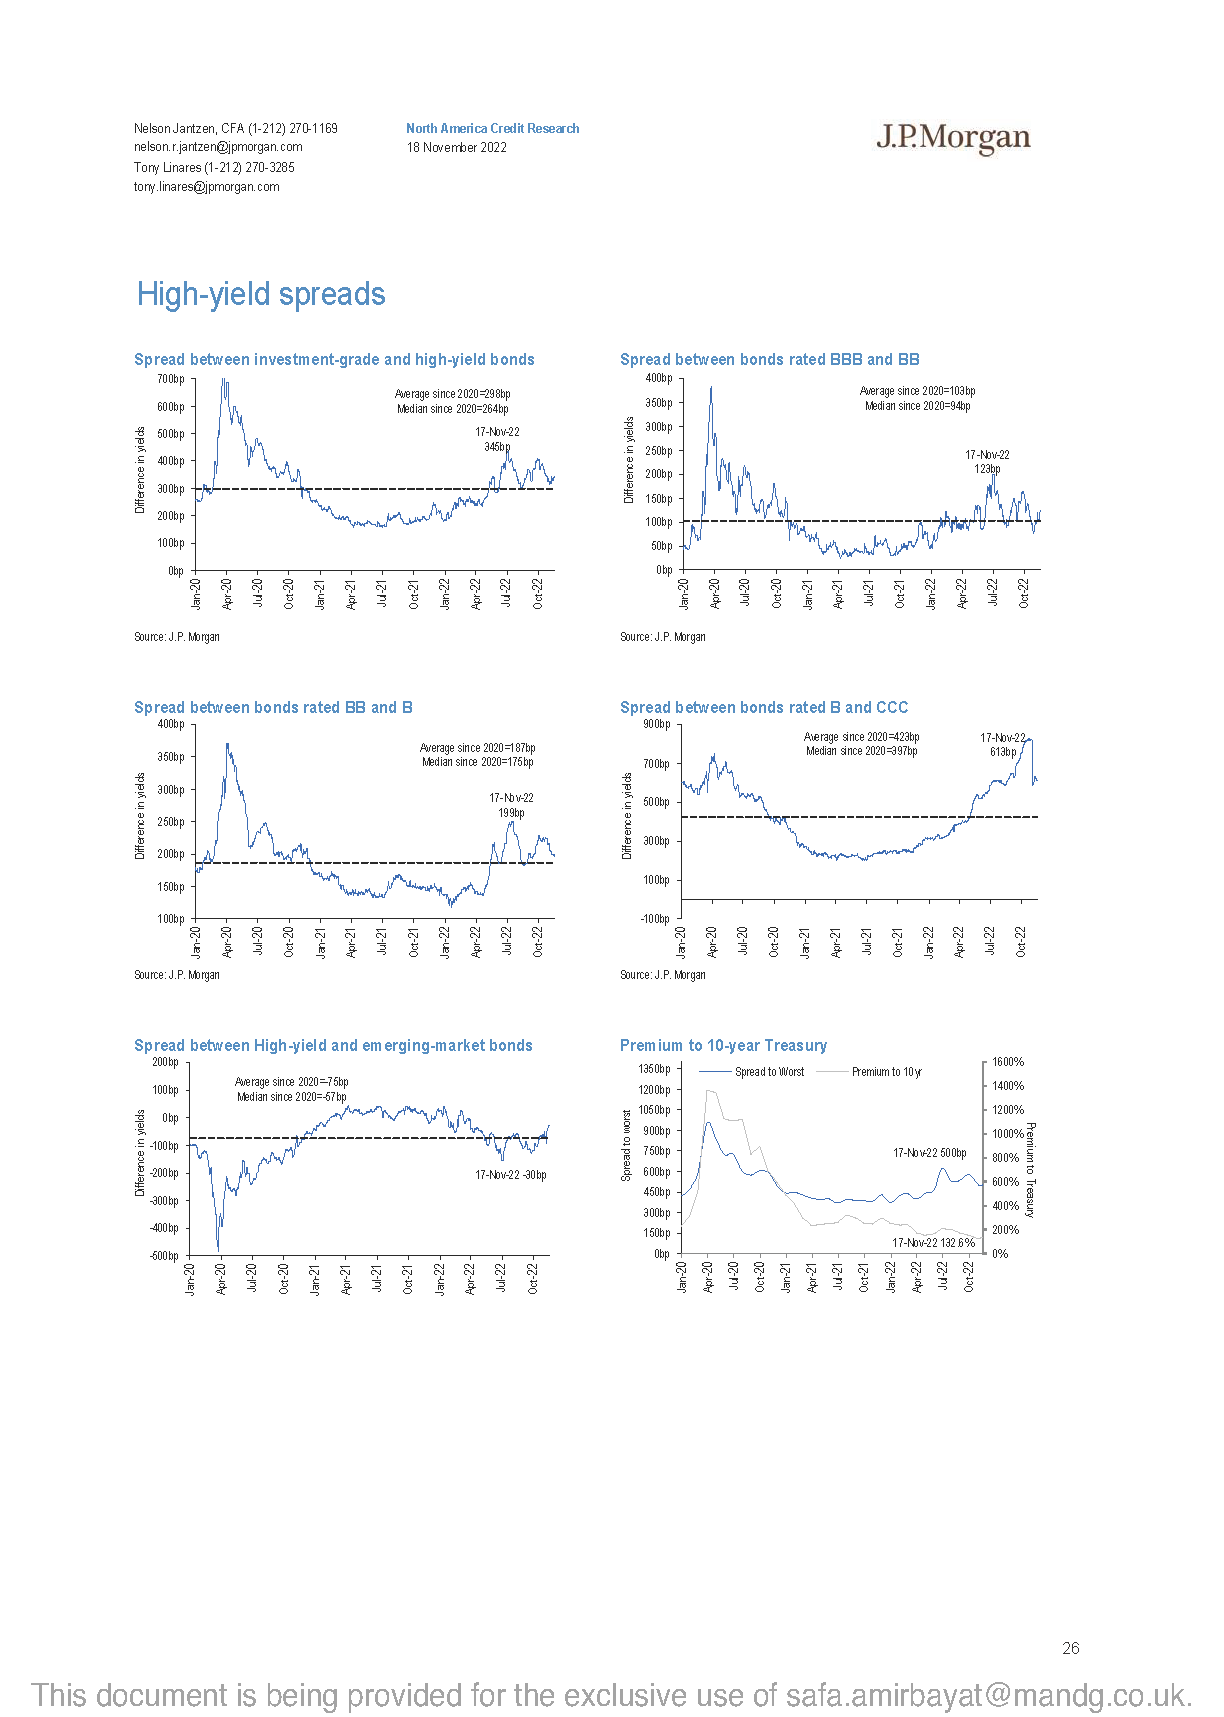 Nelson Jantzen, CFA (1-212) 270-1169
nelson.r.jantzen@jpmorgan.com
Tony Linares (1-212) 270-3285
tony.linares@jpmorgan.com
North America Credit Research
18 November 2022
J.P.Morgan
High-yield spreads
Spread between investment-grade and high-yield bonds
700bp
600bp
500bp
400bp
300bp
200bp
100bp
0bp
Difference in yields
Average since 2020=298bp
Median since 2020=264bp
17-Nov-22
345bp
Jan-20
Apr-20
Jul-20
Oct-20
Jan-21
Apr-21
Jul-21
Oct-21
Jan-22
Apr-22
Jul-22
Oct-22
Source: J.P. Morgan
Spread between bonds rated BBB and BB
400bp
350bp
300bp
250bp
200bp
150bp
100bp
50bp
0bp
Difference in yields
Average since 2020=103bp
Median since 2020=94bp
17-Nov-22
123bp
Jan-20
Apr-20
Jul-20
Oct-20
Jan-21
Apr-21
Jul-21
Oct-21
Jan-22
Apr-22
Jul-22
Oct-22
Source: J.P. Morgan
Spread between bonds rated BB and B
400bp
350bp
300bp
250bp
200bp
150bp
100bp
Difference in yields
Average since 2020=187bp
Median since 2020=175bp
17-Nov-22
199bp
Jan-20
Apr-20
Jul-20
Oct-20
Jan-21
Apr-21
Jul-21
Oct-21
Jan-22
Apr-22
Jul-22
Oct-22
Source: J.P. Morgan
Spread between bonds rated B and CCC
900bp
700bp
500bp
300bp
100bp
-100bp
Difference in yields
Average since 2020=423bp
Median since 2020=397bp
17-Nov-22
613bp
Jan-20
Apr-20
Jul-20
Oct-20
Jan-21
Apr-21
Jul-21
Oct-21
Jan-22
Apr-22
Jul-22
Oct-22
Source: J.P. Morgan
Spread between High-yield and emerging-market bonds
200bp
100bp
0bp
-100bp
-200bp
-300bp
-400bp
-500bp
Difference in yields
Average since 2020=-75bp
Median since 2020=-57bp
17-Nov-22 -30bp
Jan-20
Apr-20
Jul-20
Oct-20
Jan-21
Apr-21
Jul-21
Oct-21
Jan-22
Apr-22
Jul-22
Oct-22
Premium to 10-year Treasury
1350bp
1200bp
1050bp
900bp
750bp
600bp
450bp
300bp
150bp
0bp
Spread to worst
Spread to Worst
Premium to 10yr
17-Nov-22 500bp
17-Nov-22 132.6%
1600%
1400%
1200%
1000%
800%
600%
400%
200%
0%
Premium to Treasury
Jan-20
Apr-20
Jul-20
Oct-20
Jan-21
Apr-21
Jul-21
Oct-21
Jan-22
Apr-22
Jul-22
Oct-22
26
This document is being provided for the exclusive use of safa.amirbayat@mandg.co.uk.